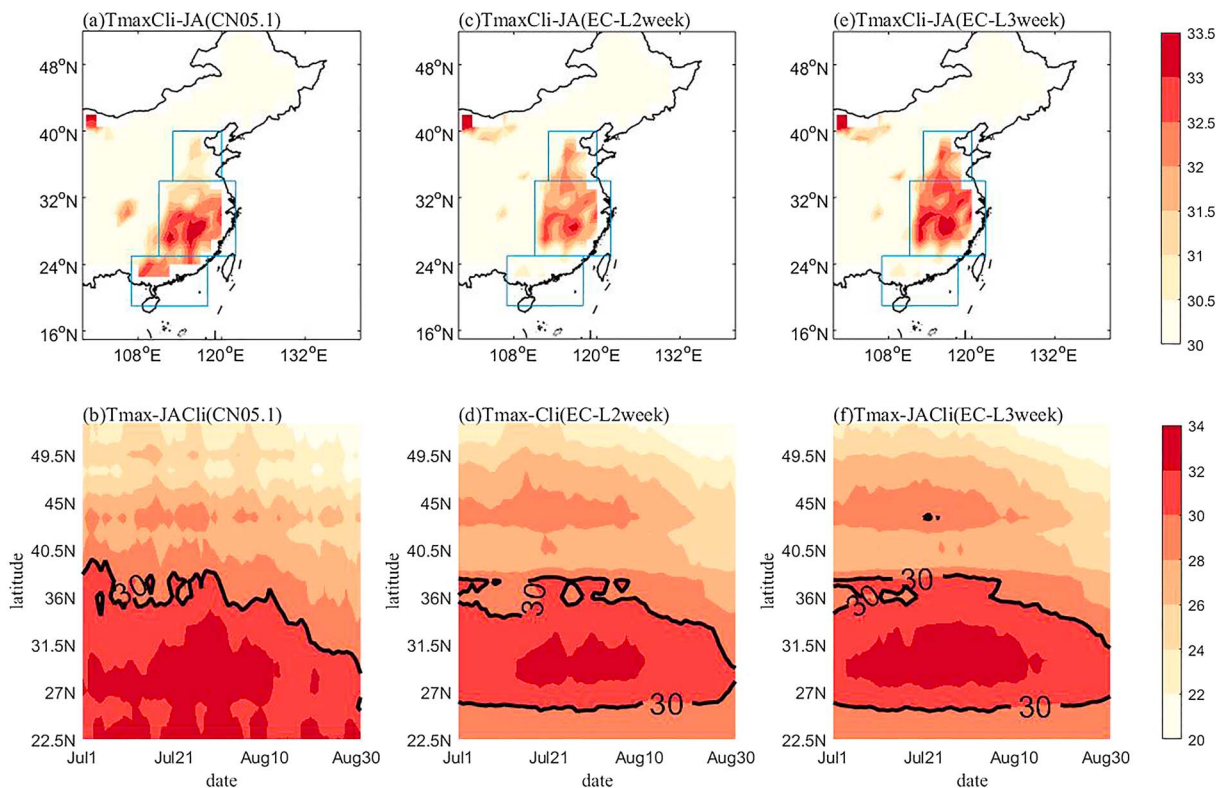 (a)TmaxCli-JA(CN05.1)
(c)TmaxCli-JA(EC-L2week)
(e)TmaxCli-JA(EC-L3week)
48°N
40°N
32°N
24°N
16°N
108°E
120°E
132°E
48°N
40°N
32°N
24°N
16°N
108°E
120°E
132°E
48°N
40°N
32°N
24°N
16°N
108°E
120°E
132°E
33.5
33
32.5
32
31.5
31
30.5
30
(b)Tmax-JACli(CN05.1)
(d)Tmax-Cli(EC-L2week)
(f)Tmax-JACli(EC-L3week)
latitude
49.5N
45N
40.5N
36N
31.5N
27N
22.5N
30
Jul1
Jul21
Aug10
Aug30
date
latitude
49.5N
45N
40.5N
36N
31.5N
27N
22.5N
30
30
Jul1
Jul21
Aug10
Aug30
date
latitude
49.5N
45N
40.5N
36N
31.5N
27N
22.5N
30
30
30
Jul1
Jul21
Aug10
Aug30
date
34
32
30
28
26
24
22
20